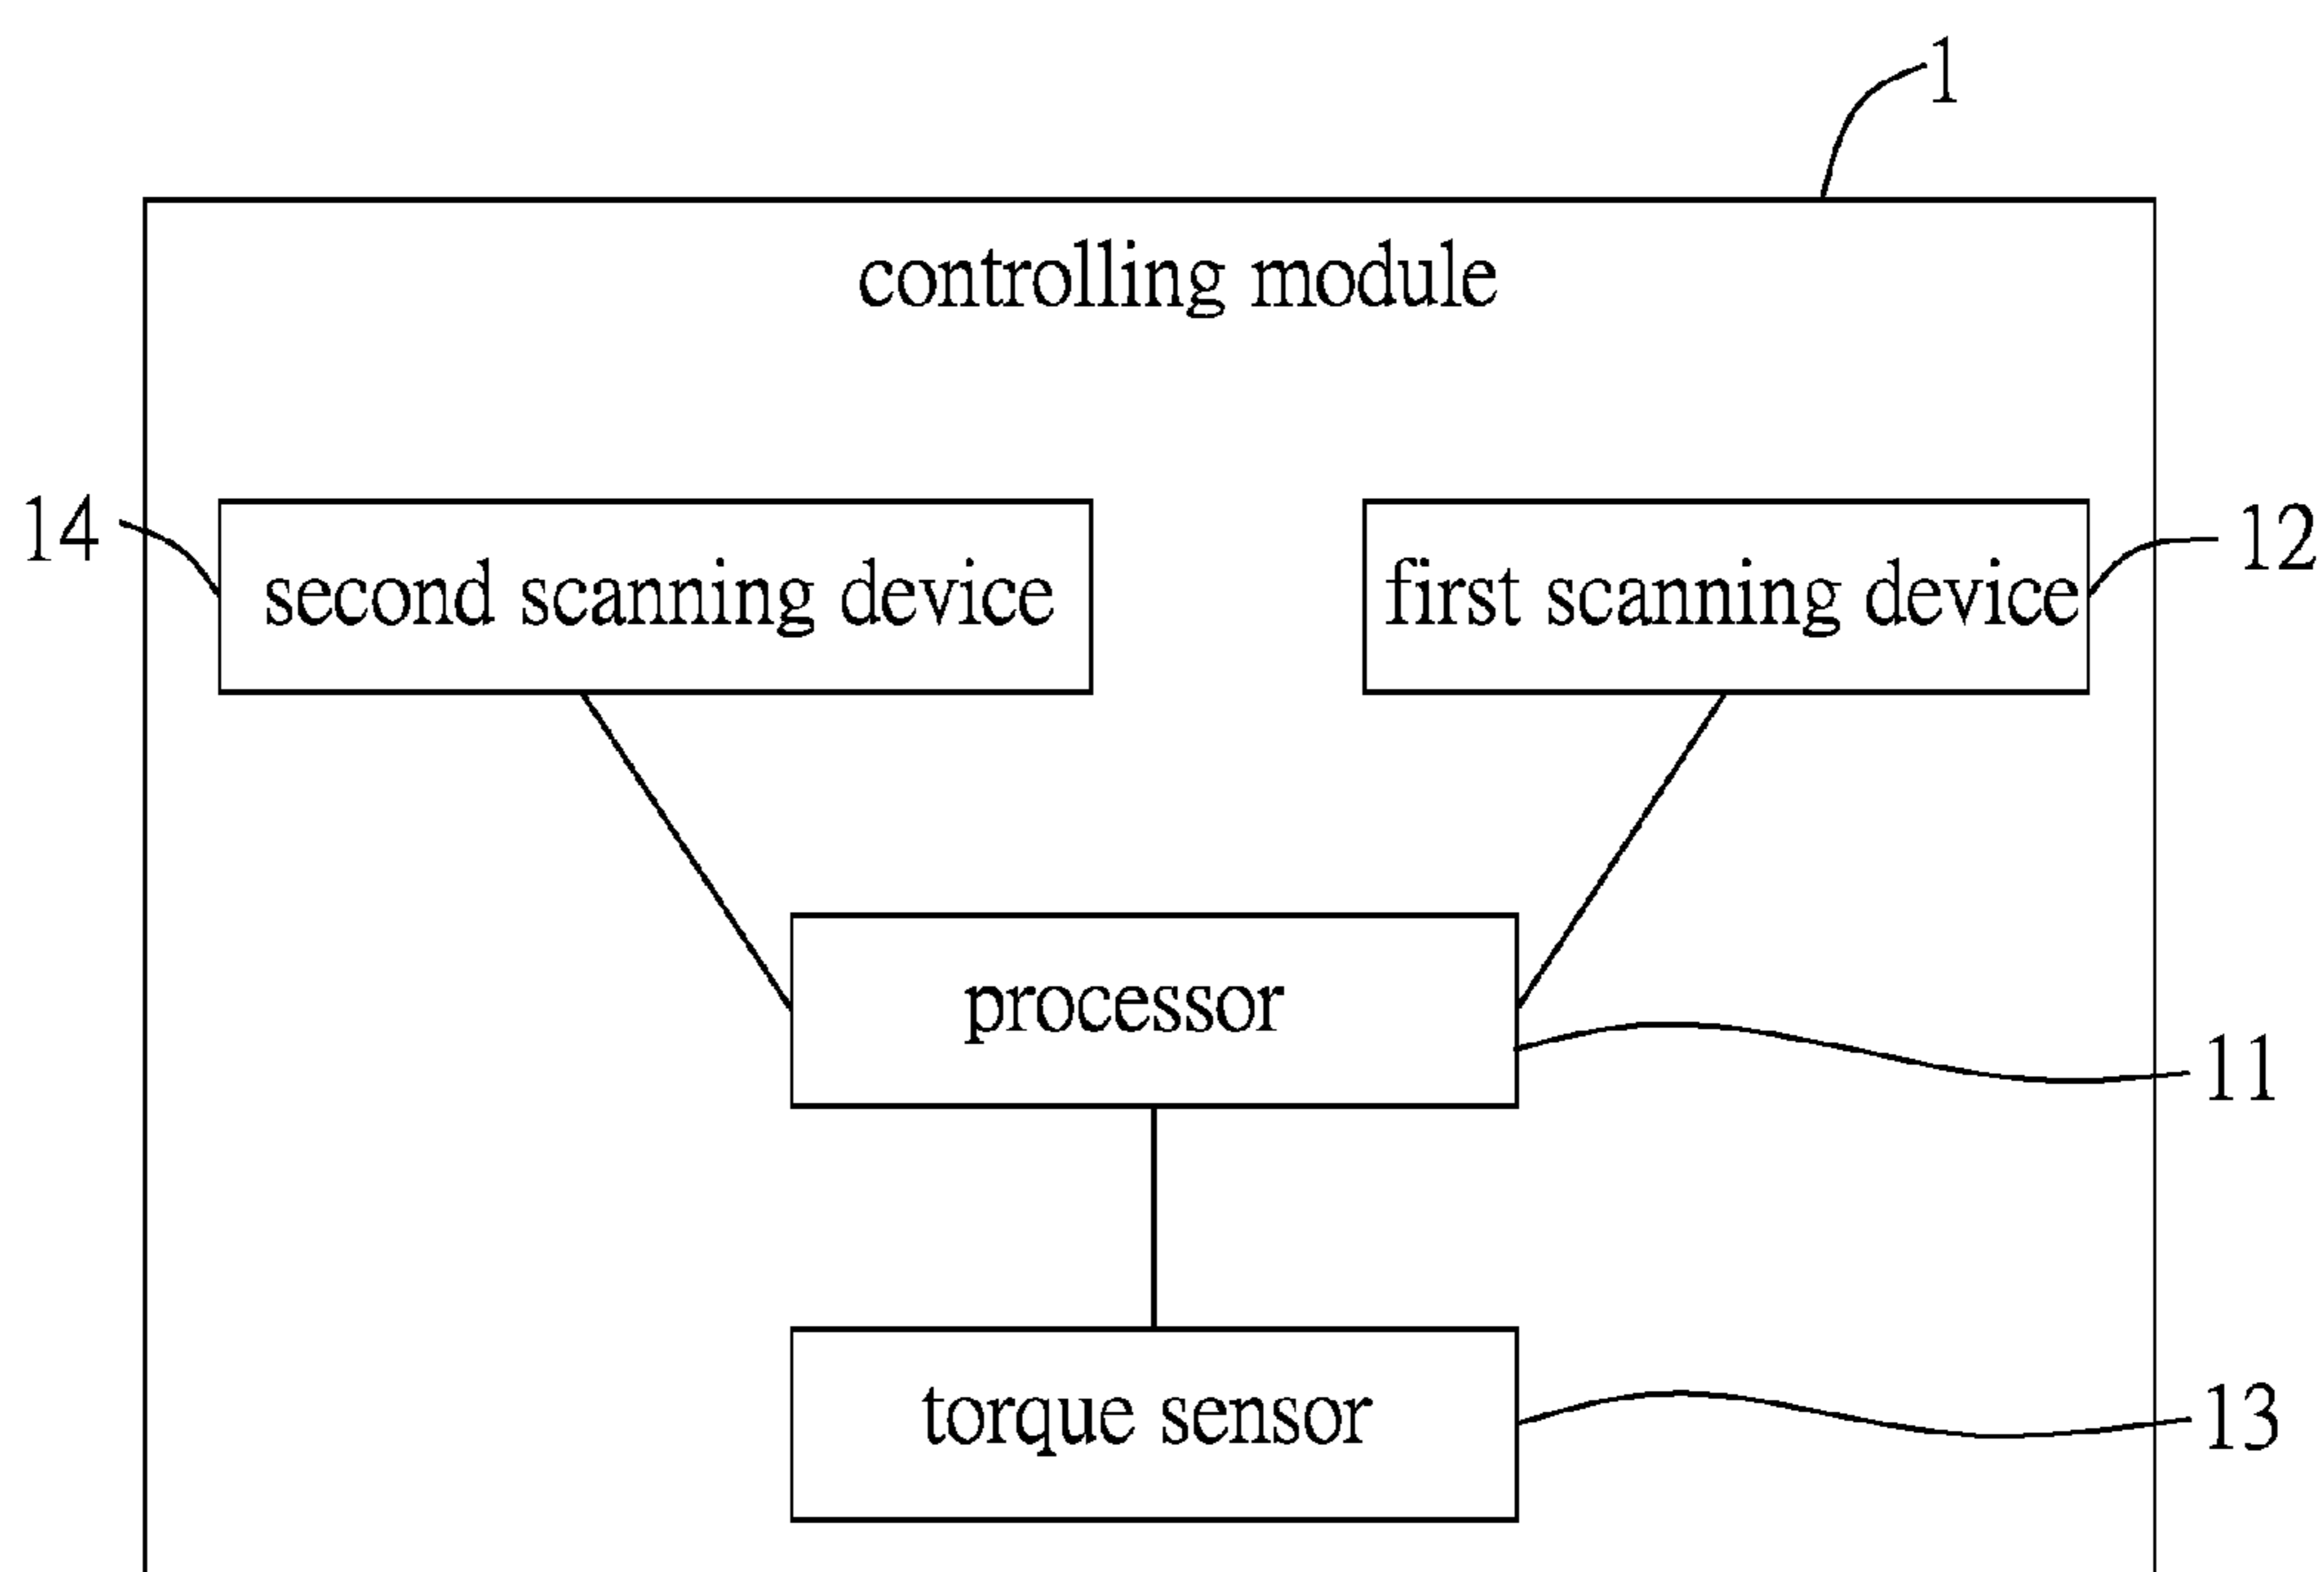 1
controlling module
14
second scanning device
first scanning device
12
processor
11
torque sensor
13